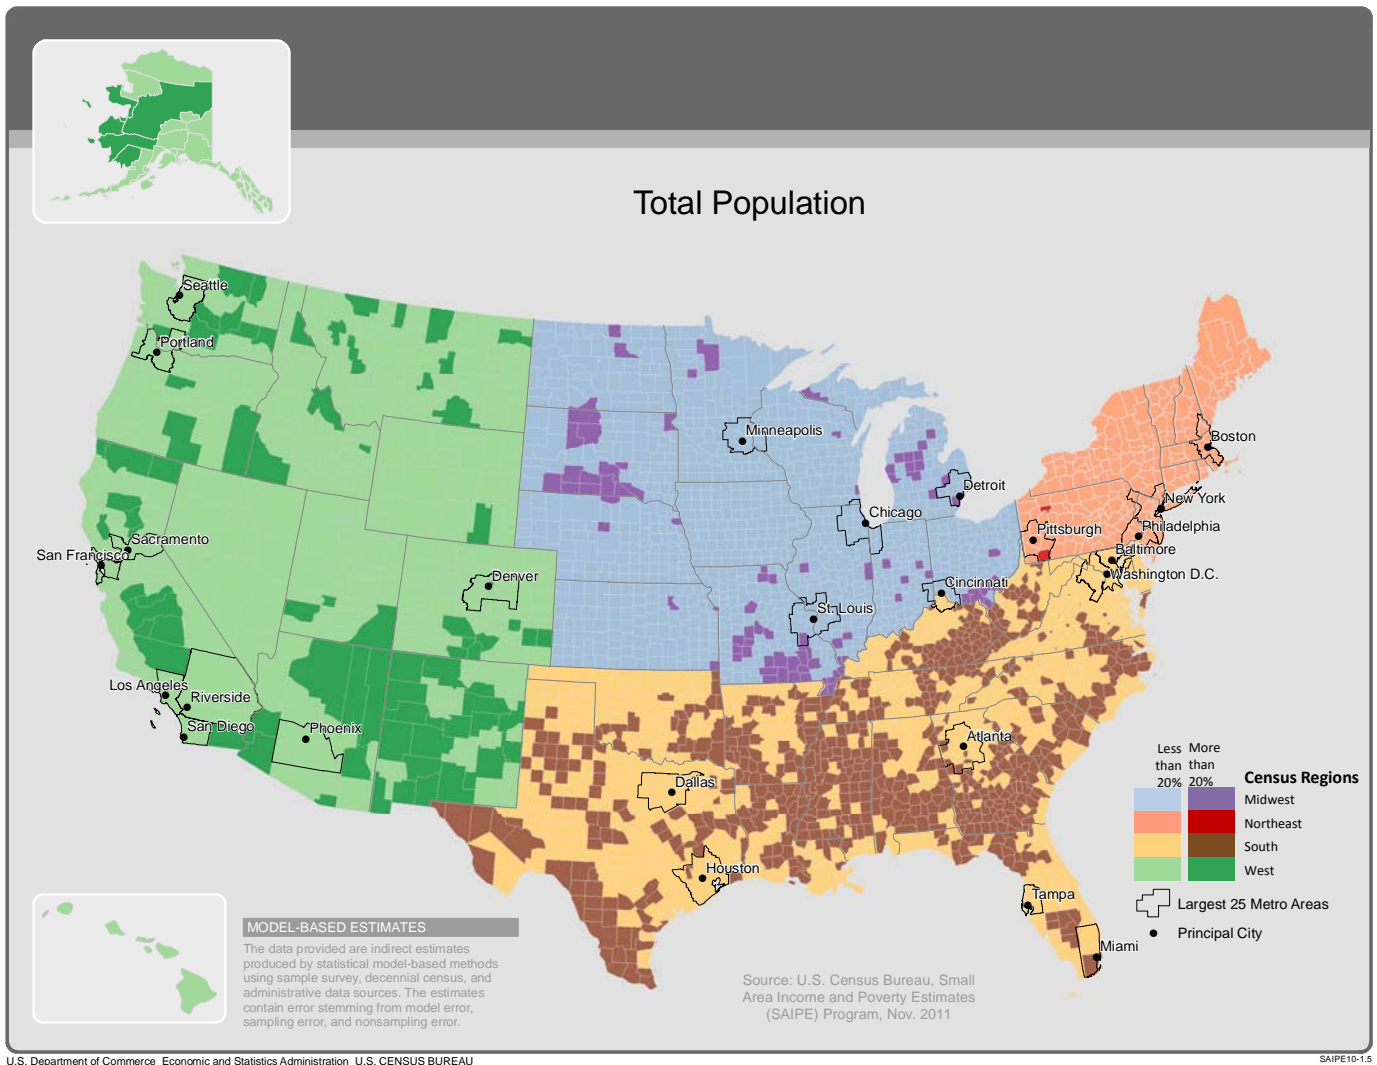 Total Population
Seattle
Portland
Minneapolis
Boston
Detroit
New York
Chicago
Pittsburgh
Philadelphia
Sacramento
Baltimore
San Francisco
Washington D.C.
Denver
Cincinnati
St. Louis
Los Angeles
Riverside
San Diego
Phoenix
Atlanta
Dallas
Houston
Tampa
Miami
Less than 20%
More than 20%
Census Regions
Midwest
Northeast
South
West
Largest 25 Metro Areas
Principal City
MODEL-BASED ESTIMATES
The data provided are indirect estimates
produced by statistical model-based methods
using sample survey, decennial census, and
administrative data sources. The estimates
contain error stemming from model error,
sampling error, and nonsampling error.
Source: U.S. Census Bureau, Small
Area Income and Poverty Estimates
(SAIPE) Program, Nov. 2011
U.S. Department of Commerce Economic and Statistics Administration U.S. CENSUS BUREAU
SAIPE10-1.5